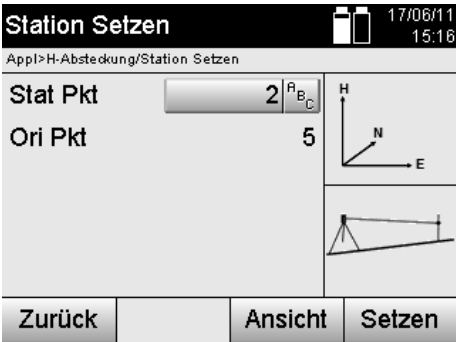 Station Setzen
17/06/11
15:16
Appl>H-Absteckung/Station Setze
Stat Pkt 2 ABC
Ori Pkt 5
H
N
E
Zurück Ansicht Setzen